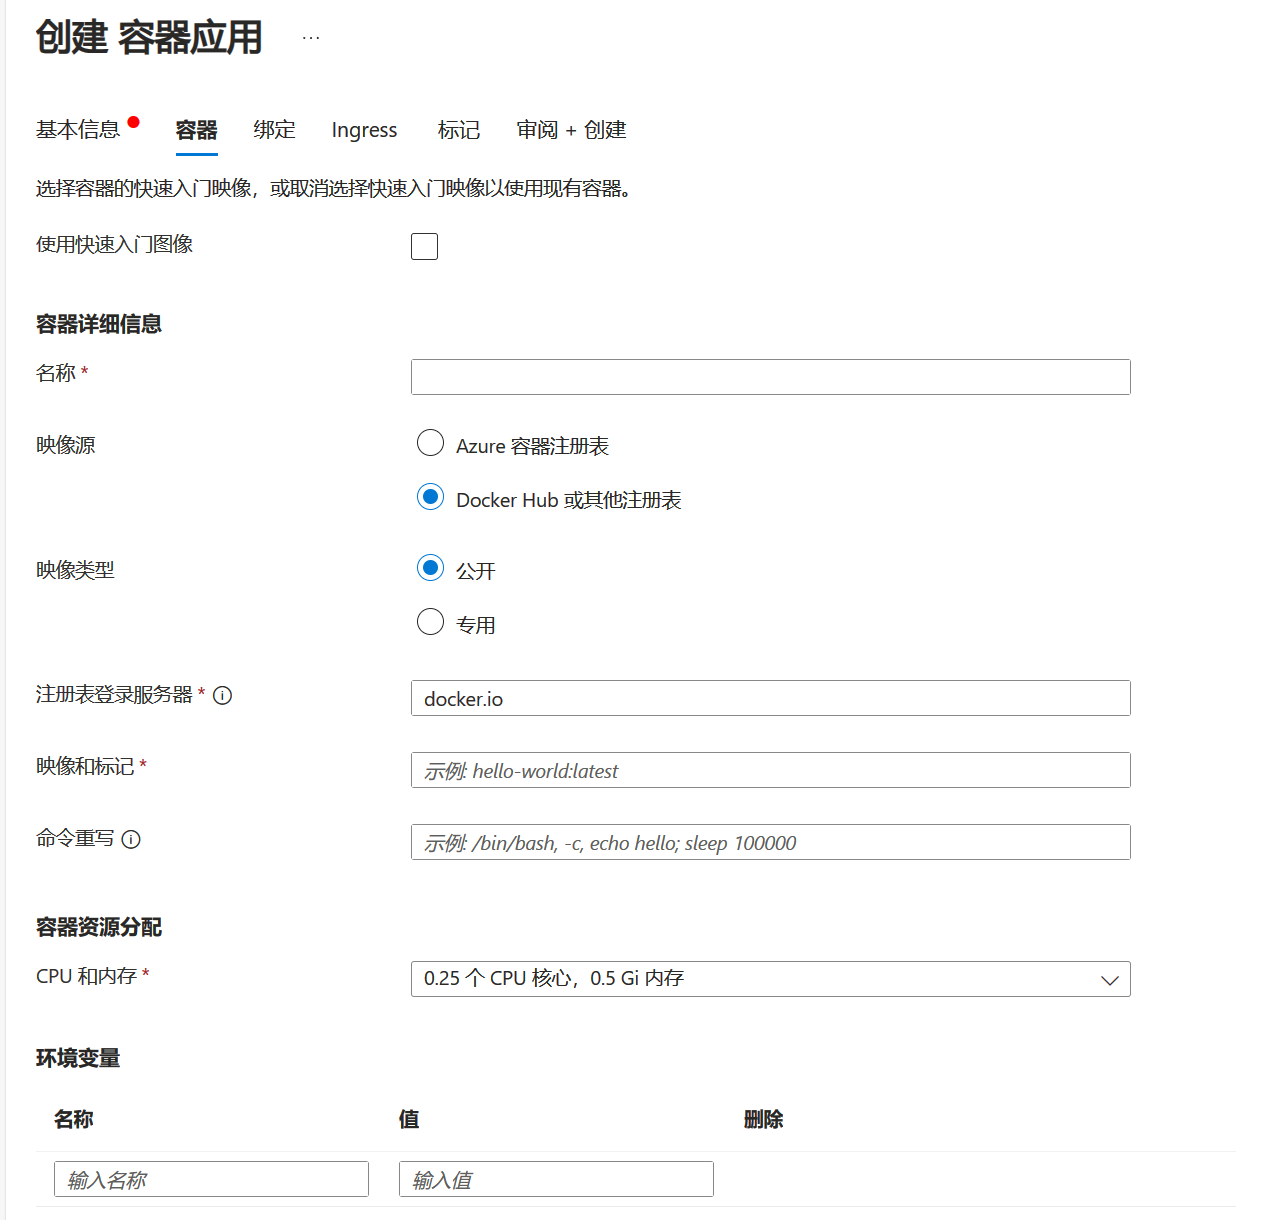 创建 容器应用 ...
基本信息 容器 绑定 Ingress 标记 审阅 + 创建
选择容器的快速入门映像，或取消选择快速入门映像以使用现有容器。
使用快速入门图像
容器详细信息
名称 *
映像源
Azure 容器注册表
Docker Hub 或其他注册表
映像类型
公开
专用
注册表登录服务器 * docker.io
映像和标记 * 示例: hello-world:latest
命令重写 示例: /bin/bash, -c, echo hello; sleep 100000
容器资源分配
CPU 和内存 * 0.25 个 CPU 核心，0.5 Gi 内存
环境变量
名称 值 删除
输入名称 输入值